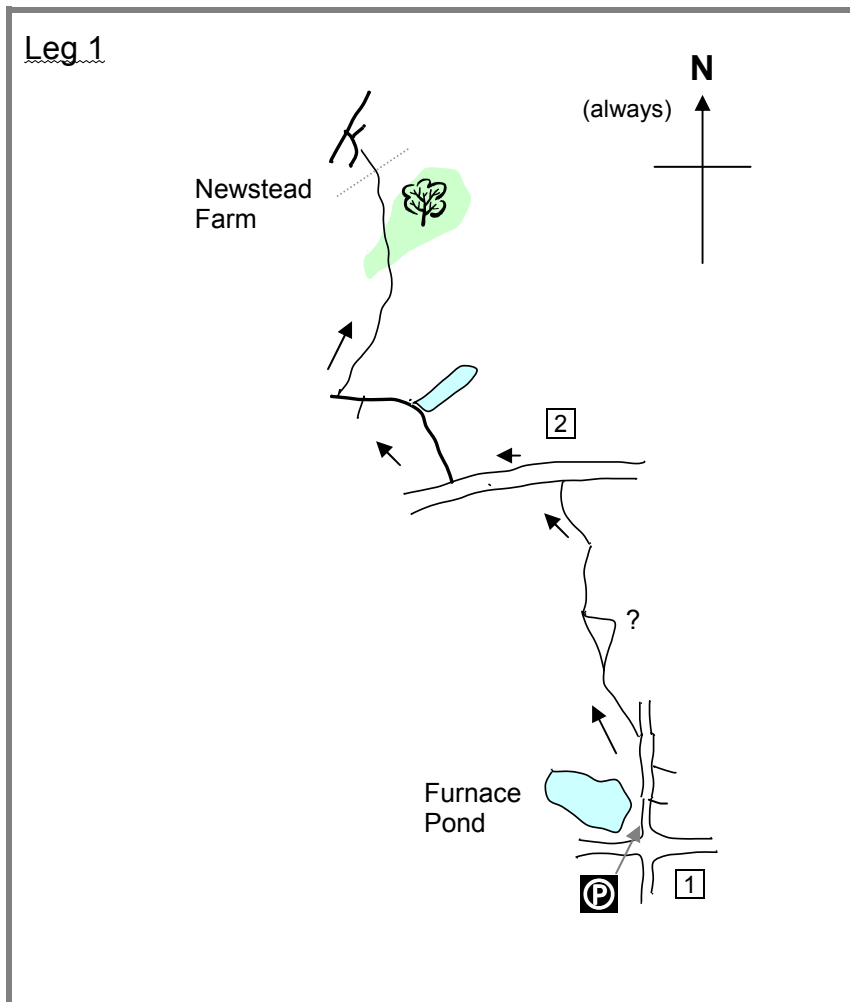 Leg 1
N
(always)
Newstead
Farm
2
?
Furnace
Pond
P
1